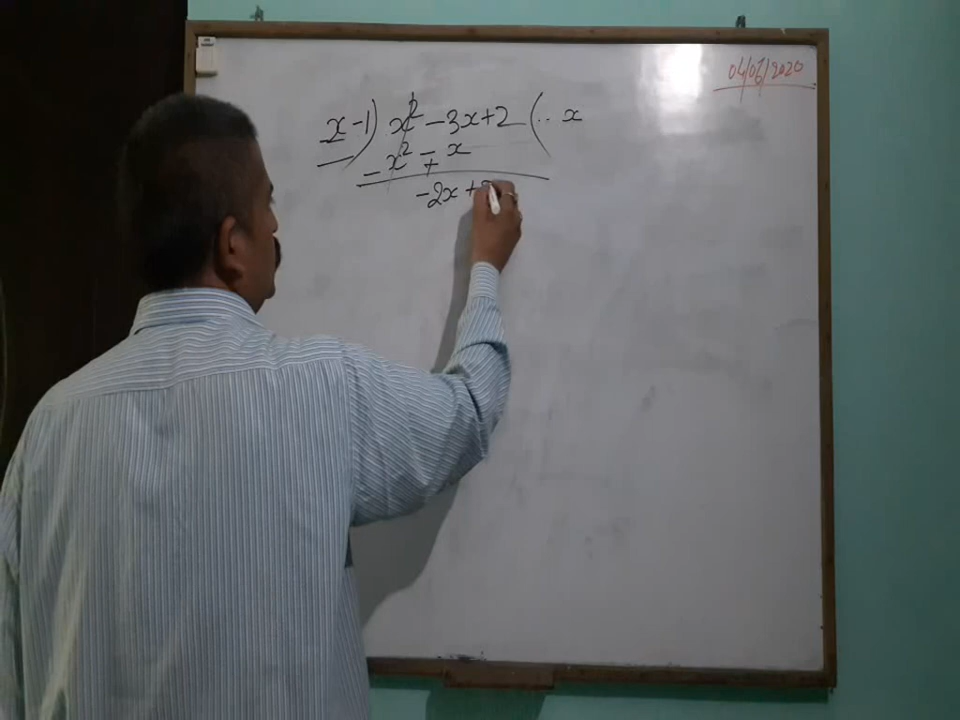 04/06/2020
x-1) x² -3x+2 (.. x
- x² -+ x
-2x +